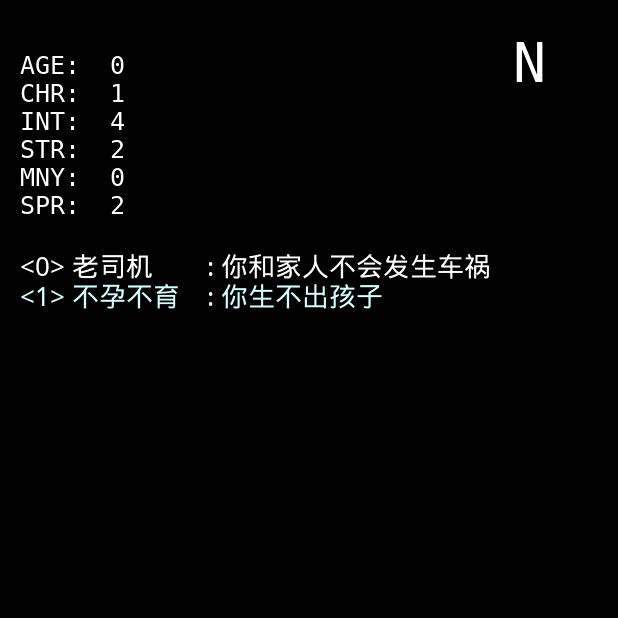 N
AGE: 0
CHR: 1
INT: 4
STR: 2
MNY: 0
SPR: 2
<0> 老司机 : 你和家人不会发生车祸
<1> 不孕不育 : 你生不出孩子